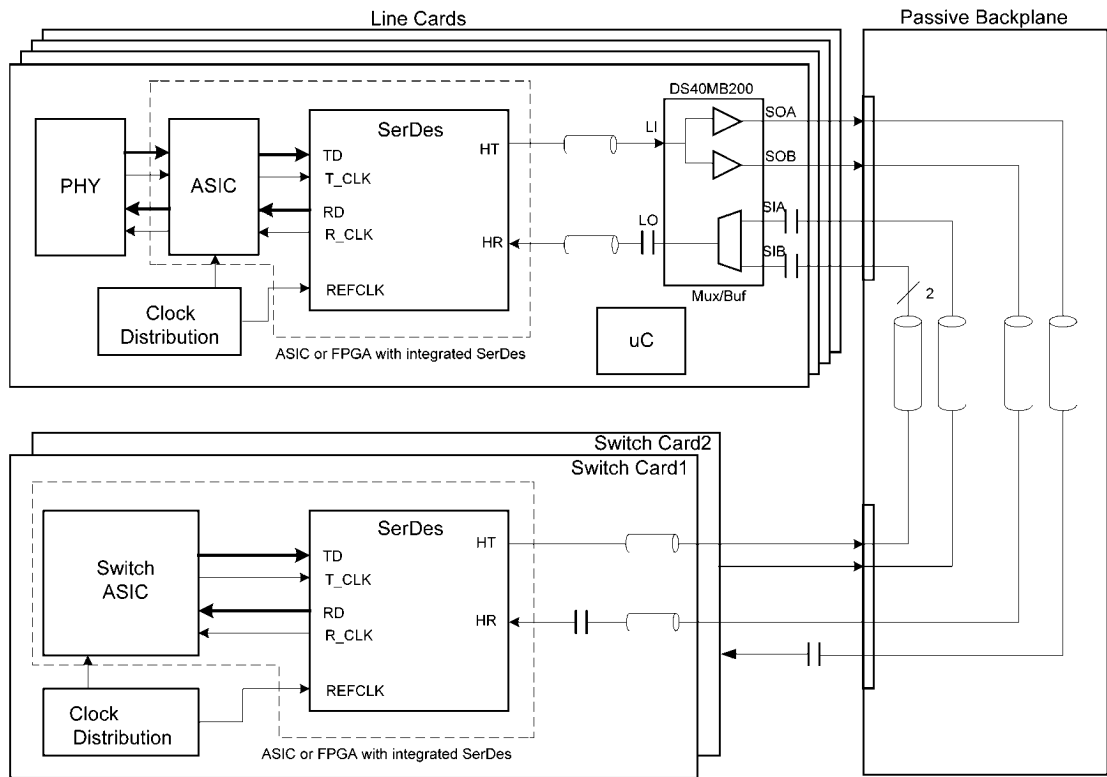 Line Cards
Passive Backplane
DS40MB200
SerDes
PHY
ASIC
TD
T_CLK
RD
R_CLK
REFCLK
HT
HR
LI
LO
SOA
SOB
SIA
SIB
Mux/Buf
2
Clock
Distribution
ASIC or FPGA with integrated SerDes
uC
Switch Card2
Switch Card1
SerDes
Switch
ASIC
TD
T_CLK
RD
R_CLK
REFCLK
HT
HR
Clock
Distribution
ASIC or FPGA with integrated SerDes